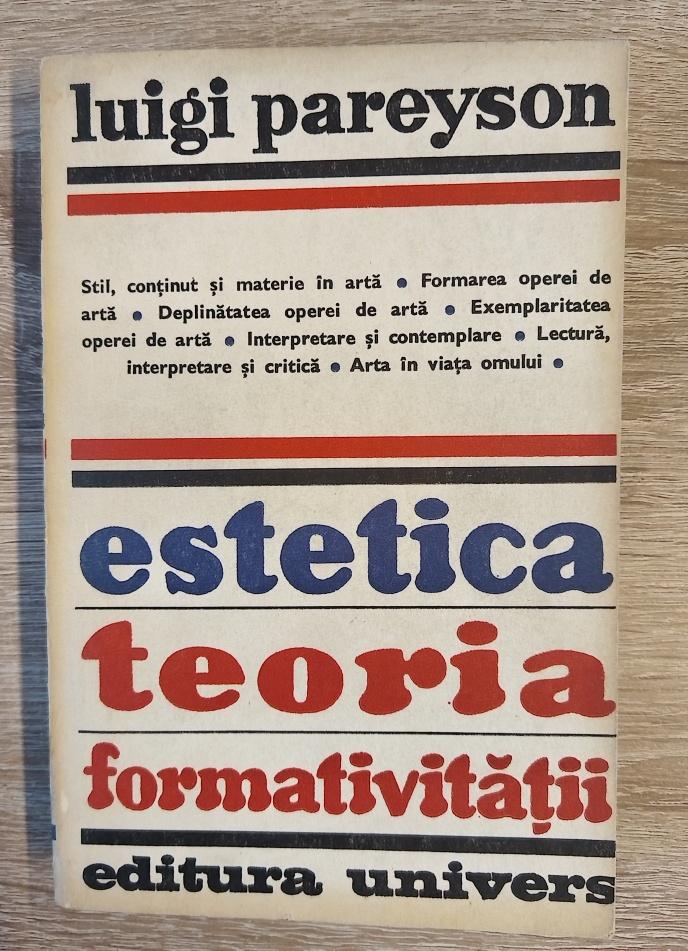 luigi pareyson
Stil, conținut și materie în artă • Formarea operei de
artă • Deplinătatea operei de artă • Exemplaritatea
operei de artă • Interpretare și contemplare • Lectură,
interpretare și critică • Arta în viața omului •
estetica
teoria
formativității
editura univers